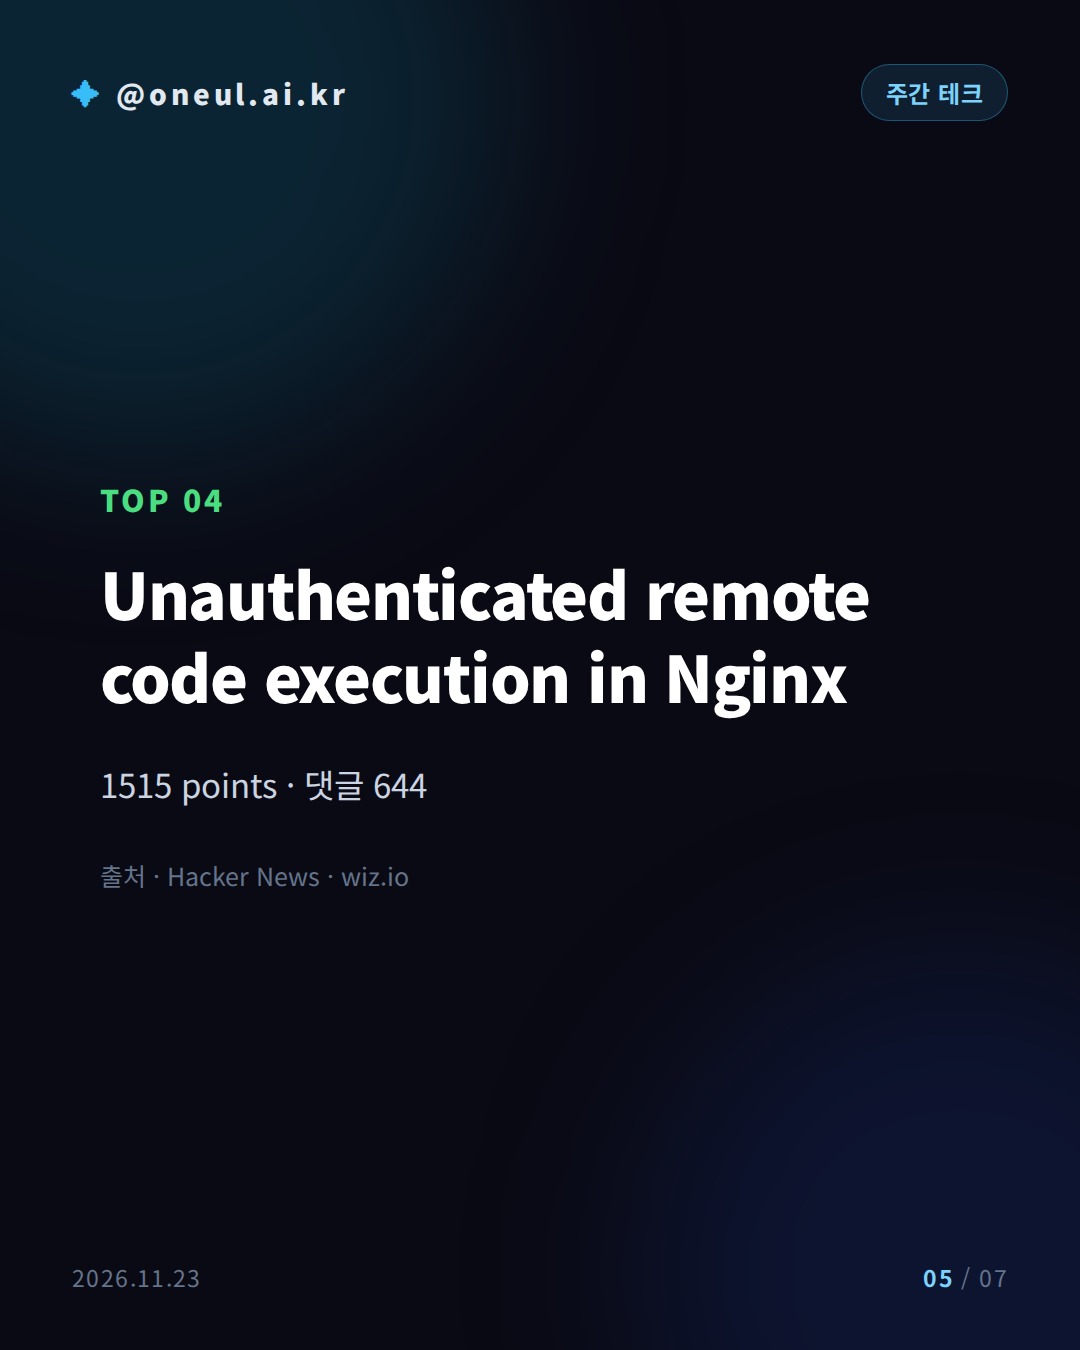 @oneul.ai.kr
주간 테크
TOP 04
Unauthenticated remote
code execution in Nginx
1515 points · 댓글 644
출처 · Hacker News · wiz.io
2026.11.23
05 / 07